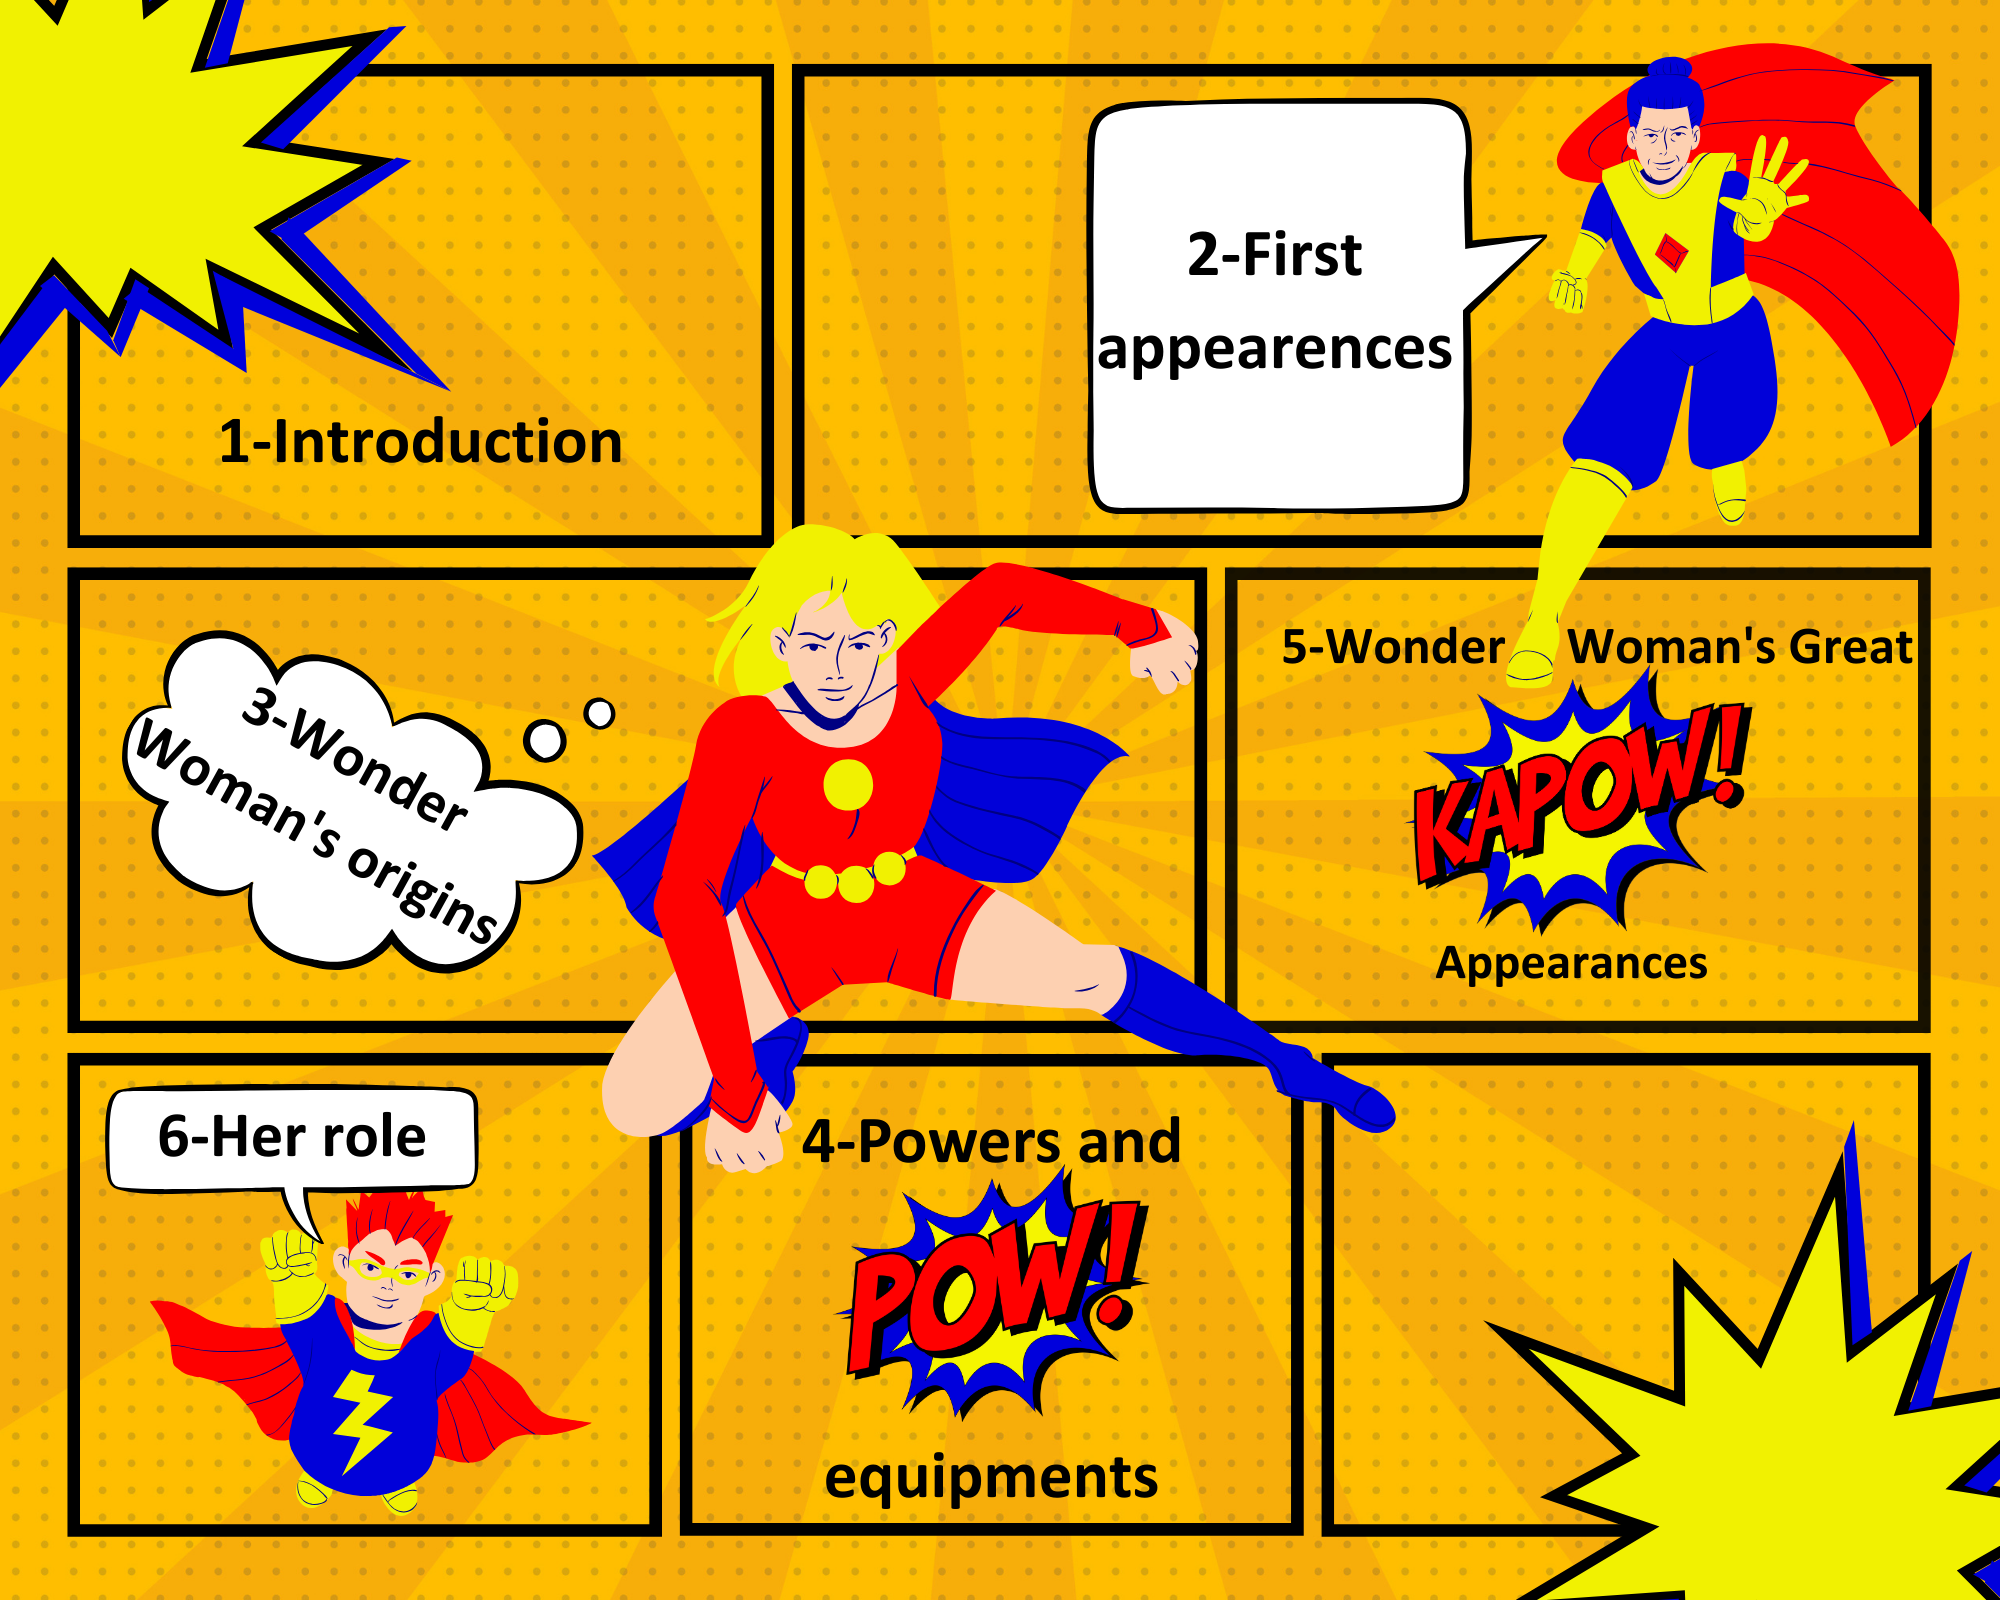 1-Introduction
2-First
appearences
3-Wonder
Woman's origins
5-Wonder Woman's Great
KAPOW!
Appearances
6-Her role
4-Powers and
POW!
equipments